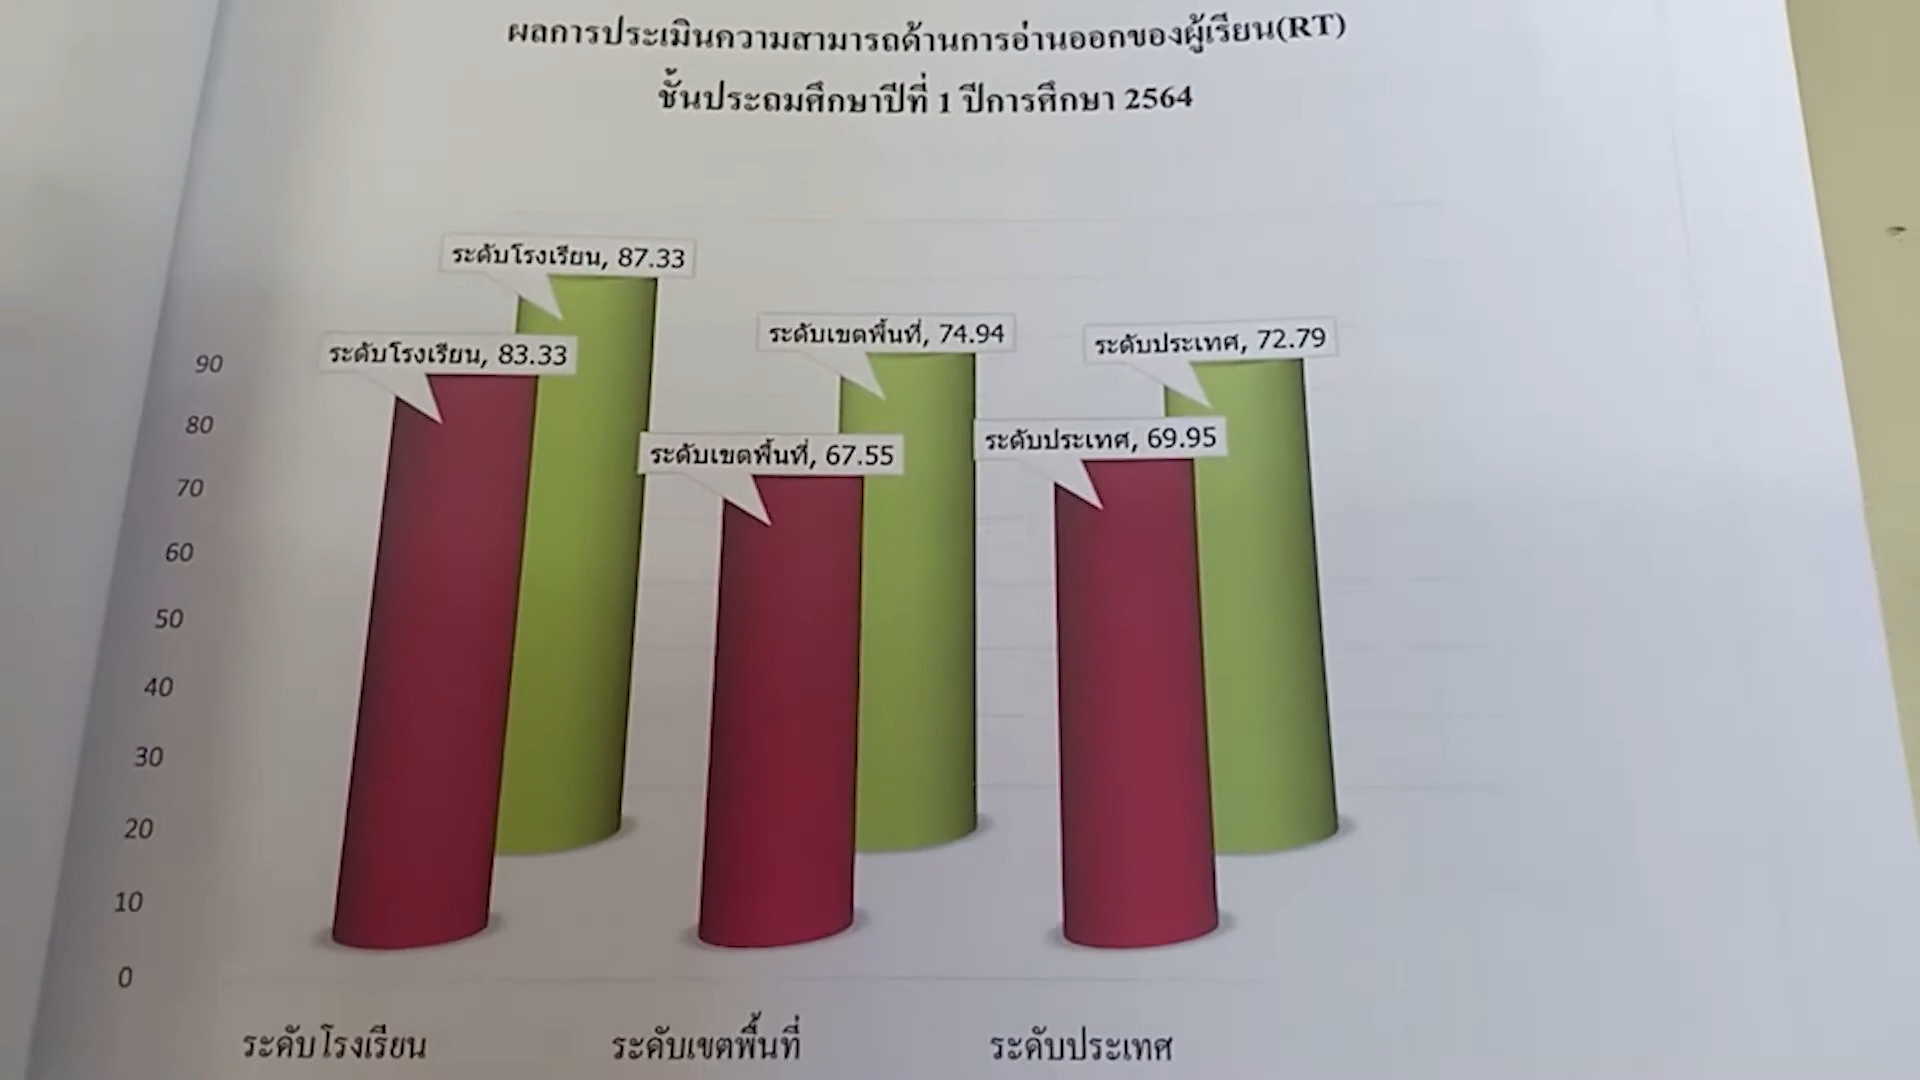 ผลการประเมินความสามารถด้านการอ่านออกของผู้เรียน(RT)
ชั้นประถมศึกษาปีที่ 1 ปีการศึกษา 2564
ระดับโรงเรียน, 87.33
ระดับเขตพื้นที่, 74.94
ระดับประเทศ, 72.79
ระดับโรงเรียน, 83.33
ระดับเขตพื้นที่, 67.55
ระดับประเทศ, 69.95
90
80
70
60
50
40
30
20
10
0
ระดับโรงเรียน ระดับเขตพื้นที่ ระดับประเทศ